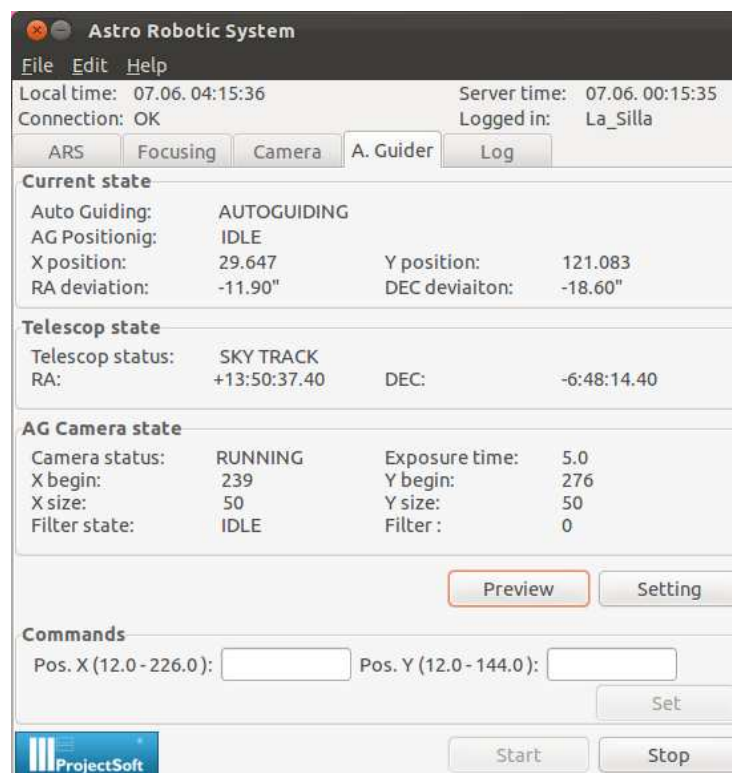 Astro Robotic System
File Edit Help
Local time: 07.06. 04:15:36 Server time: 07.06. 00:15:35
Connection: OK Logged in: La_Silla
ARS Focusing Camera A. Guider Log
Current state
Auto Guiding: AUTOGUIDING
AG Positionig: IDLE
X position: 29.647 Y position: 121.083
RA deviation: -11.90" DEC deviaiton: -18.60"
Telescop state
Telescop status: SKY TRACK
RA: +13:50:37.40 DEC: -6:48:14.40
AG Camera state
Camera status: RUNNING Exposure time: 5.0
X begin: 239 Y begin: 276
X size: 50 Y size: 50
Filter state: IDLE Filter : 0
Preview Setting
Commands
Pos. X (12.0 - 226.0 ): Pos. Y (12.0 - 144.0 ):
Set
ProjectSoft Start Stop